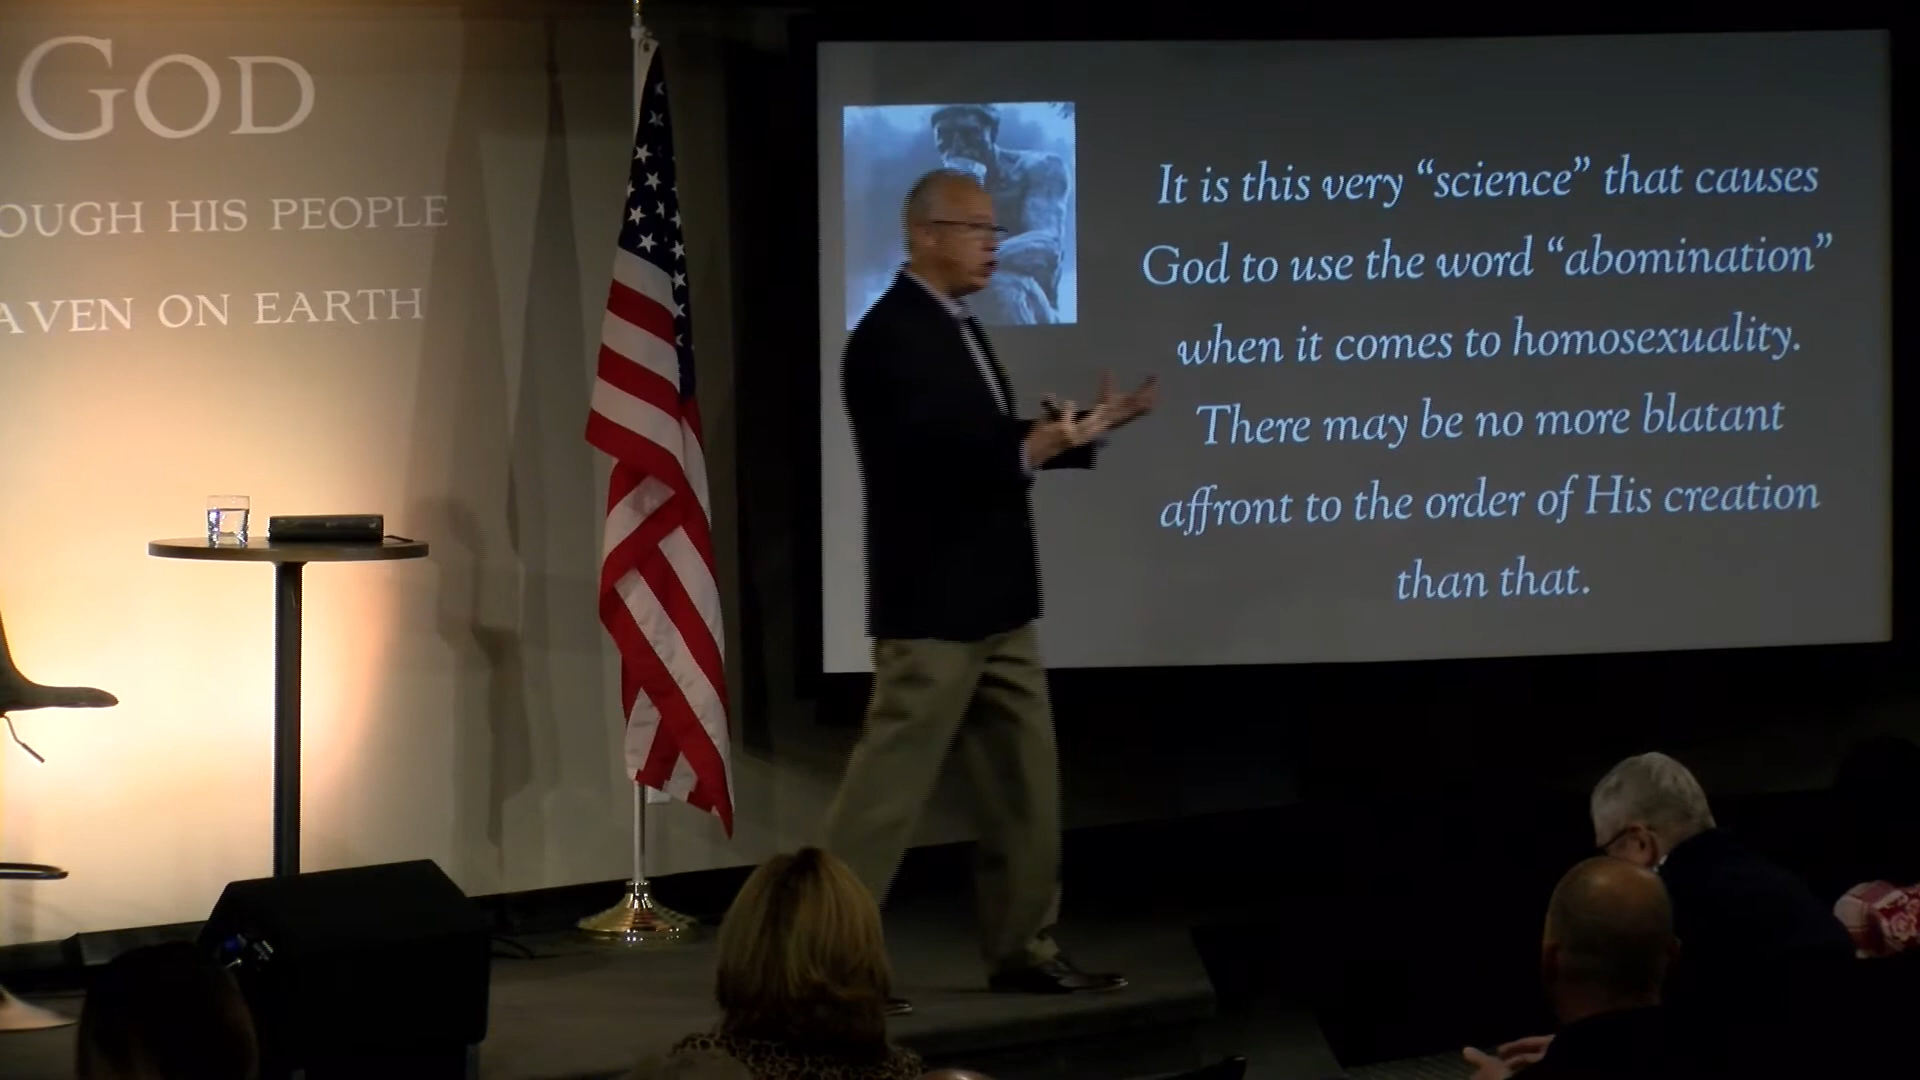 GOD
OUGH HIS PEOPLE
AVEN ON EARTH
It is this very “science” that causes
God to use the word “abomination”
when it comes to homosexuality.
There may be no more blatant
affront to the order of His creation
than that.